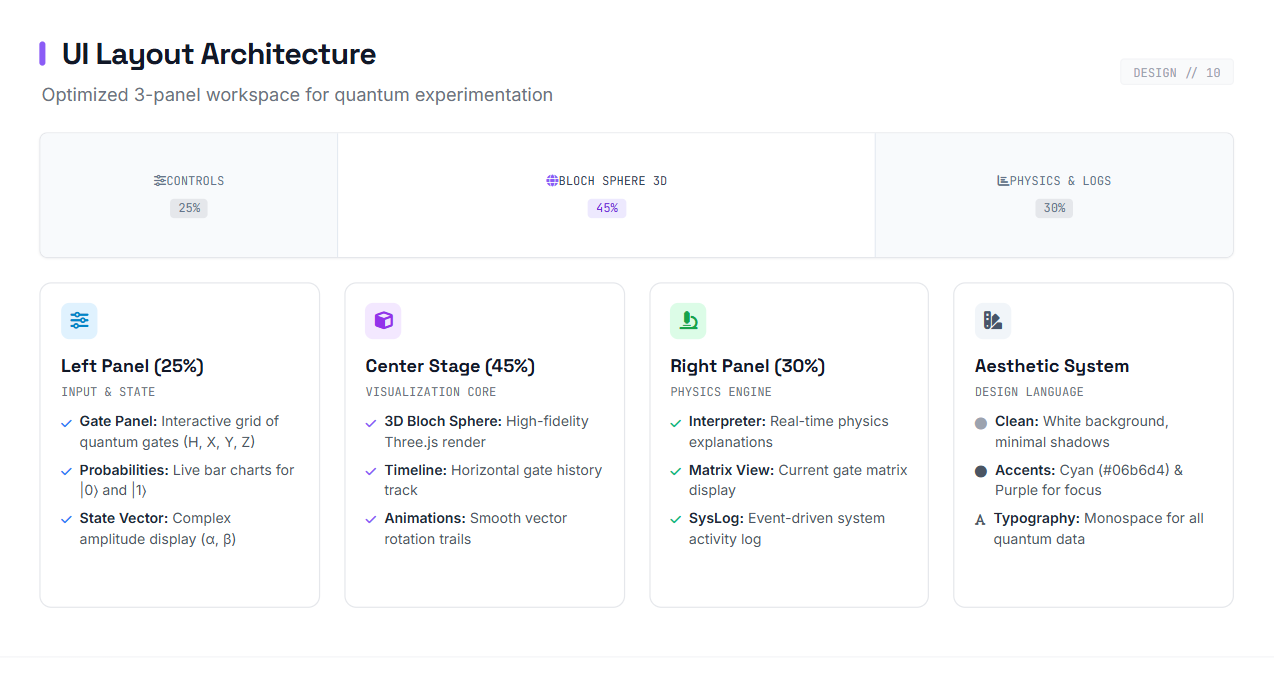 UI Layout Architecture
DESIGN // 10
Optimized 3-panel workspace for quantum experimentation
CONTROLS
25%
BLOCH SPHERE 3D
45%
PHYSICS & LOGS
30%
Left Panel (25%)
INPUT & STATE
Gate Panel: Interactive grid of
quantum gates (H, X, Y, Z)
Probabilities: Live bar charts for
|0⟩ and |1⟩
State Vector: Complex
amplitude display (α, β)
Center Stage (45%)
VISUALIZATION CORE
3D Bloch Sphere: High-fidelity
Three.js render
Timeline: Horizontal gate history
track
Animations: Smooth vector
rotation trails
Right Panel (30%)
PHYSICS ENGINE
Interpreter: Real-time physics
explanations
Matrix View: Current gate matrix
display
SysLog: Event-driven system
activity log
Aesthetic System
DESIGN LANGUAGE
Clean: White background,
minimal shadows
Accents: Cyan (#06b6d4) &
Purple for focus
Typography: Monospace for all
quantum data